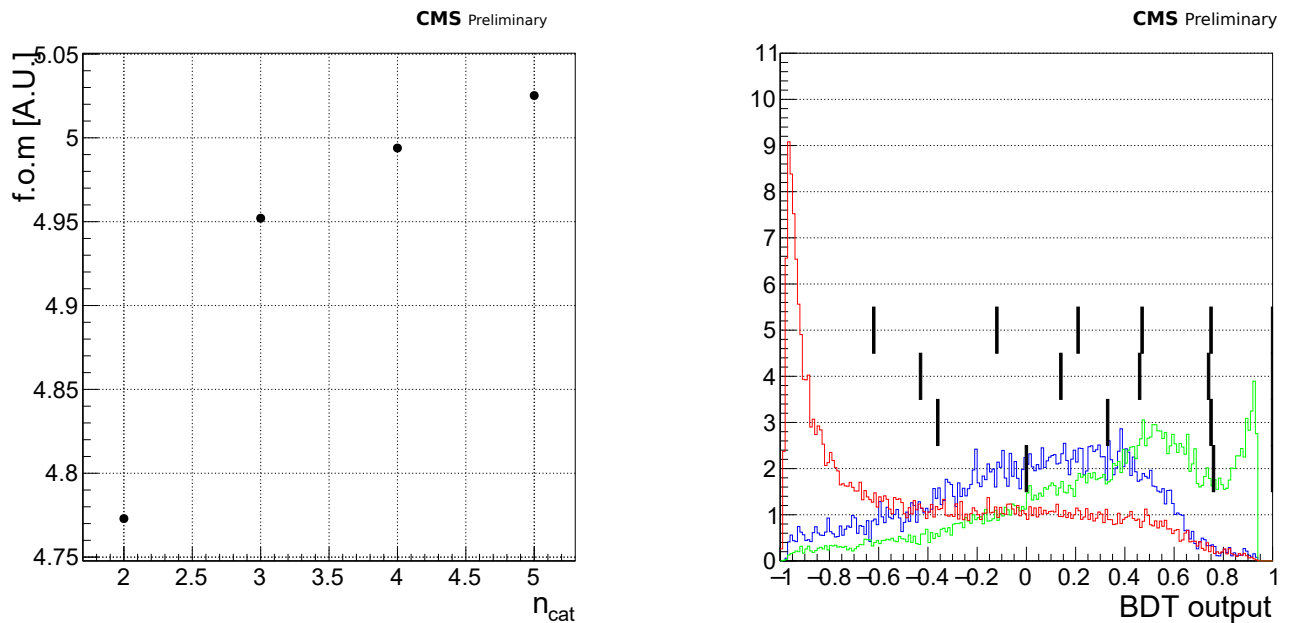 CMS Preliminary
f.o.m [A.U.]
5.05
5
4.95
4.9
4.85
4.8
4.75
2 2.5 3 3.5 4 4.5 5
n_cat
CMS Preliminary
11
10
9
8
7
6
5
4
3
2
1
0
−1 −0.8 −0.6 −0.4 −0.2 0 0.2 0.4 0.6 0.8 1
BDT output